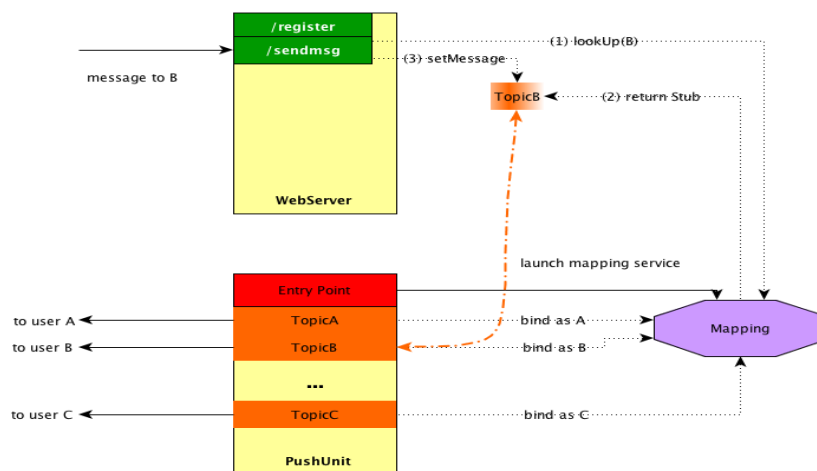 /register
(1) lookUp(B)
/sendmsg
(3) setMessage
message to B
TopicB
(2) return Stub
WebServer
launch mapping service
Entry Point
to user A
TopicA
bind as A
Mapping
to user B
TopicB
bind as B
...
to user C
TopicC
bind as C
PushUnit